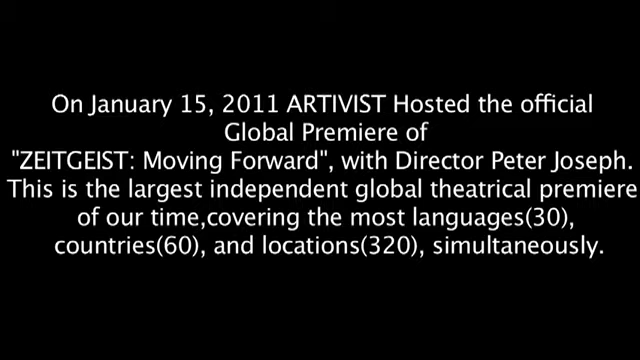 On January 15, 2011 ARTIVIST Hosted the official
Global Premiere of
"ZEITGEIST: Moving Forward", with Director Peter Joseph.
This is the largest independent global theatrical premiere
of our time,covering the most languages(30),
countries(60), and locations(320), simultaneously.